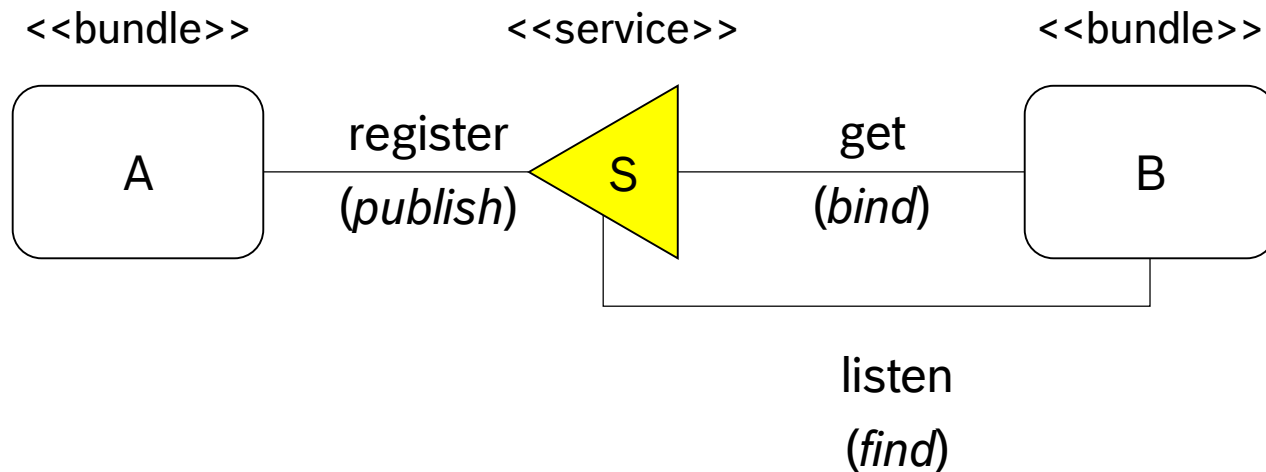 <<bundle>>
<<service>>
<<bundle>>
A
register
(publish)
S
get
(bind)
B
listen
(find)